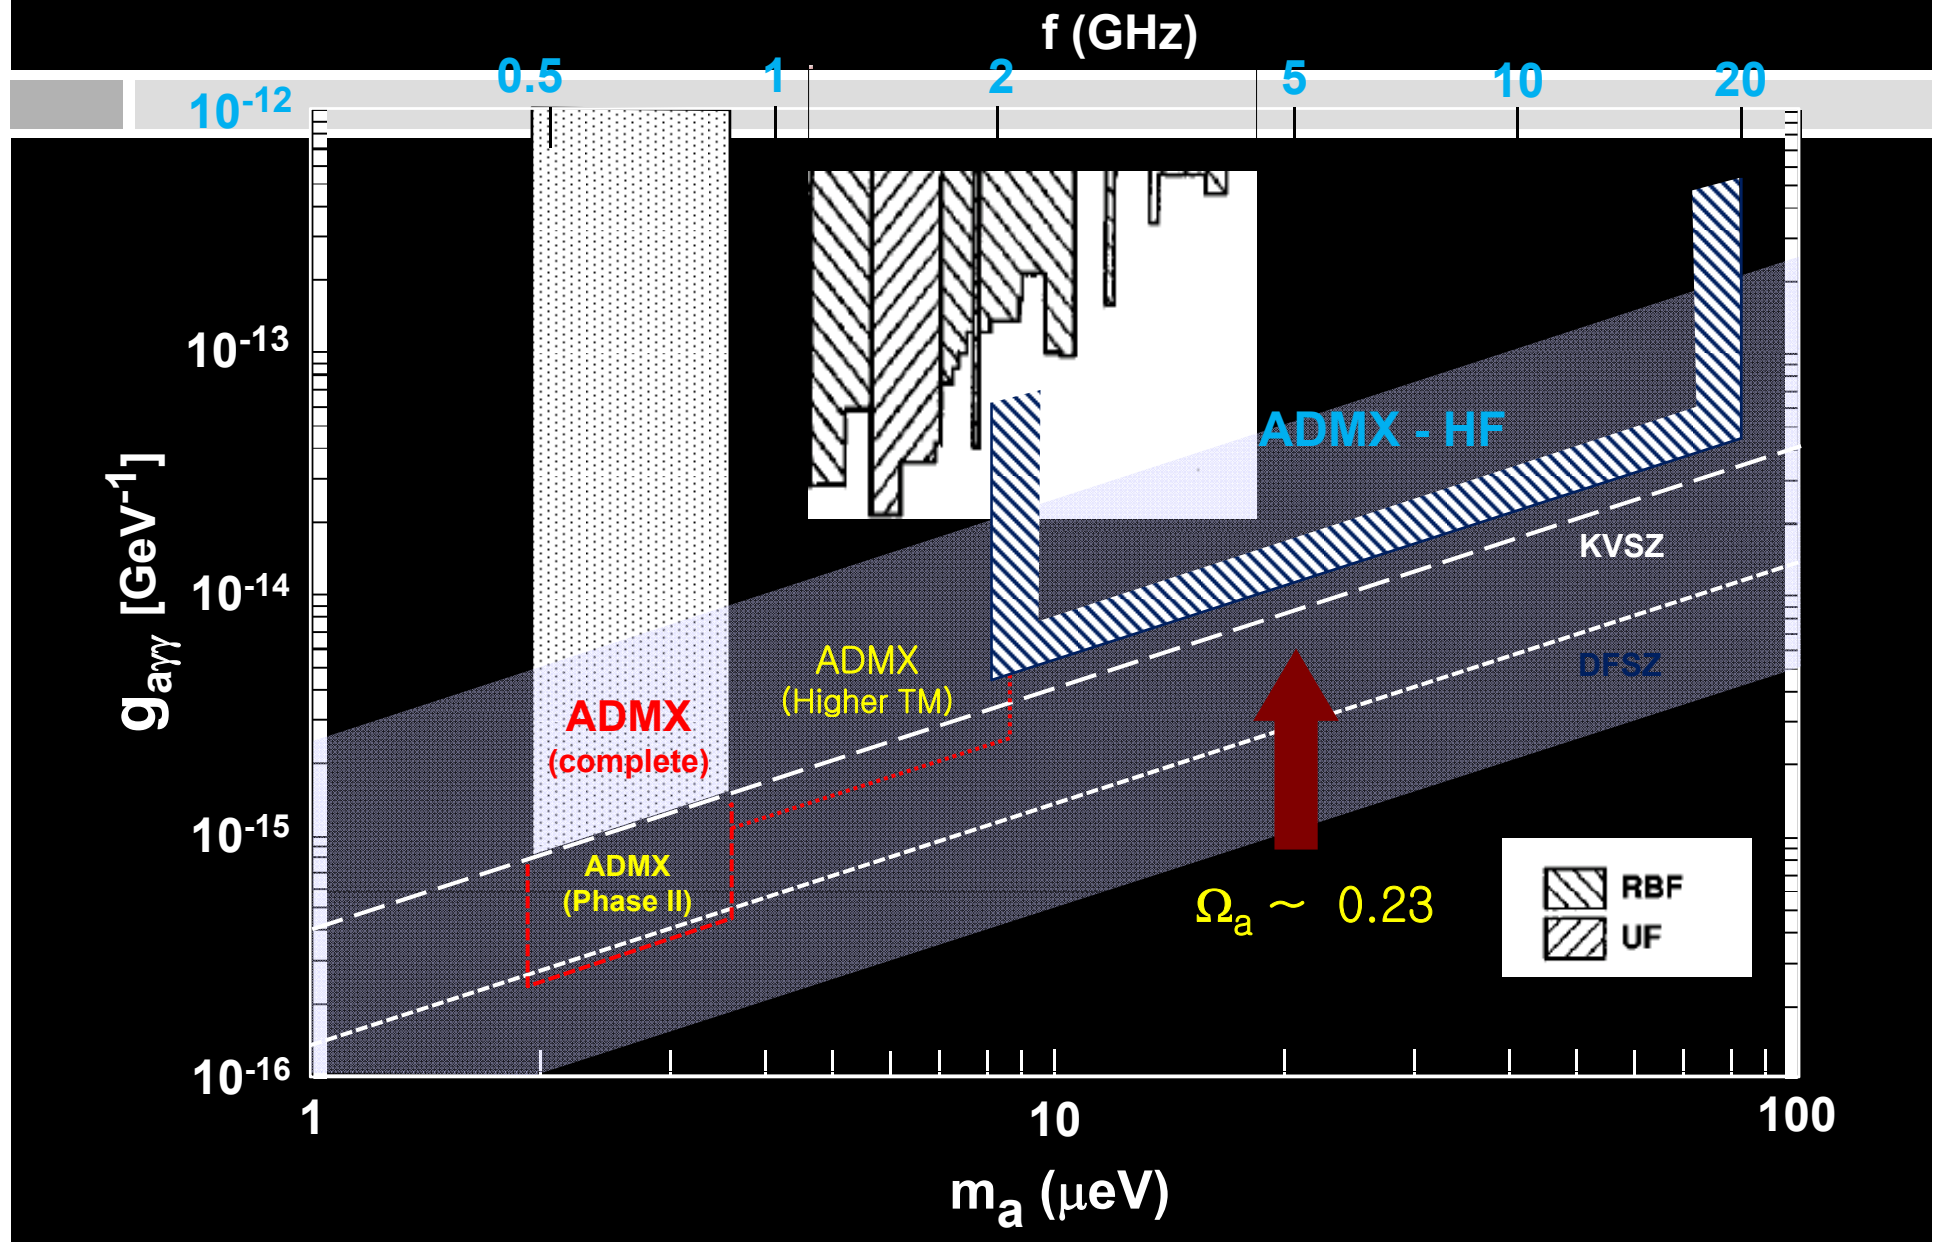 f (GHz)
0.5 1 2 5 10 20
10-12
10-13
10-14
10-15
10-16
gaγγ [GeV-1]
ADMX - HF
KVSZ
DFSZ
ADMX
(Higher TM)
ADMX
(complete)
ADMX
(Phase II)
Ωa ~ 0.23
RBF
UF
1 10 100
ma (μeV)